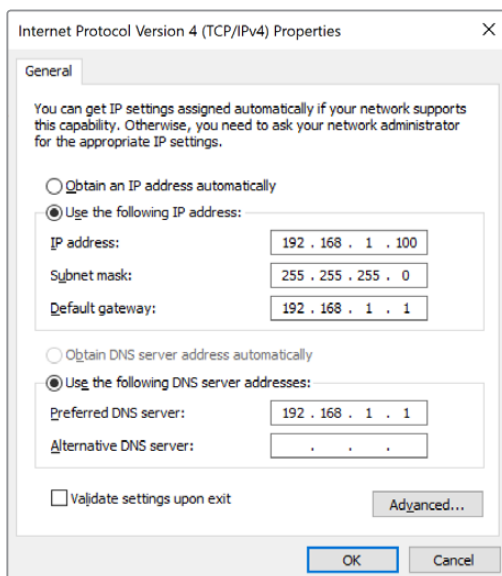 Internet Protocol Version 4 (TCP/IPv4) Properties
General
You can get IP settings assigned automatically if your network supports
this capability. Otherwise, you need to ask your network administrator
for the appropriate IP settings.
Obtain an IP address automatically
Use the following IP address:
IP address: 192 . 168 . 1 . 100
Subnet mask: 255 . 255 . 255 . 0
Default gateway: 192 . 168 . 1 . 1
Obtain DNS server address automatically
Use the following DNS server addresses:
Preferred DNS server: 192 . 168 . 1 . 1
Alternative DNS server: . . .
Validate settings upon exit
Advanced...
OK Cancel